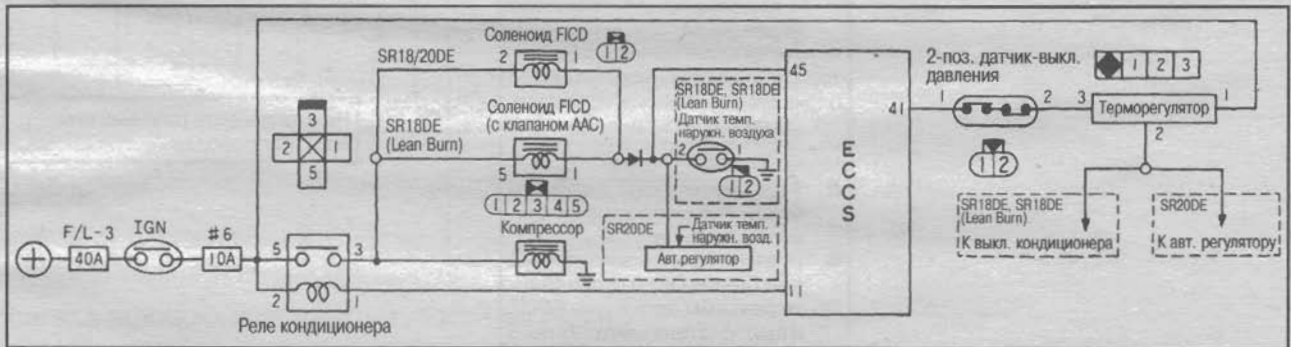 Соленоид FICD
SR18/20DE
2
1
1 2
45
2-поз. датчик-выкл.
давления
1 2 3
SR18DE, SR18DE
(Lean Burn)
Датчик темп.
наружн. воздуха
2
1
1 2
41
1
2
3
Терморегулятор
1
2
1 2
3
2
1
5
Соленоид FICD
(с клапаном AAC)
SR18DE
(Lean Burn)
5
1
1 2 3 4 5
E
C
C
S
F/L-3
IGN
#6
40A
10A
5
3
2
1
Реле кондиционера
Компрессор
SR20DE
Датчик темп.
наружн. возд.
Авт.регулятор
11
SR18DE, SR18DE
(Lean Burn)
К выкл. кондиционера
SR20DE
К авт. регулятору